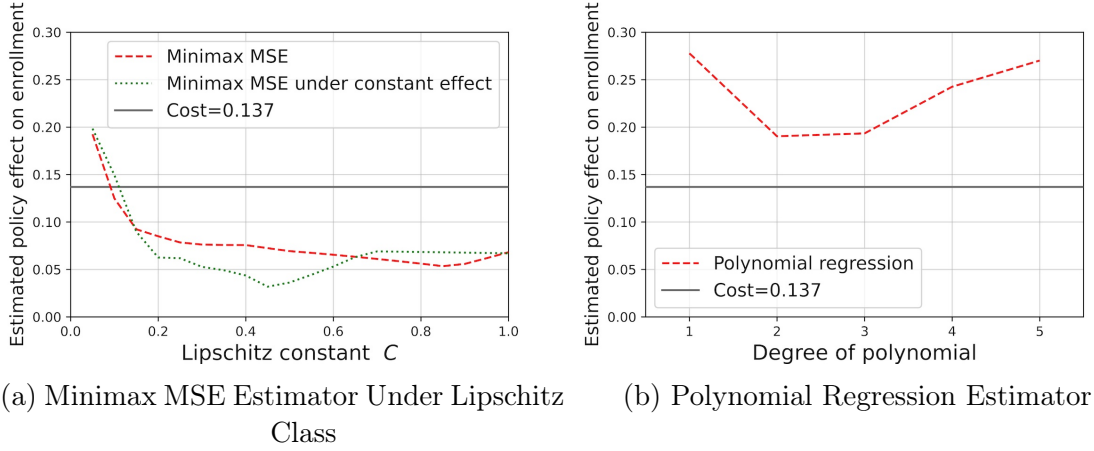 Estimated policy effect on enrollment
0.30
0.25
0.20
0.15
0.10
0.05
0.00
Minimax MSE
Minimax MSE under constant effect
Cost=0.137
0.0 0.2 0.4 0.6 0.8 1.0
Lipschitz constant C
(a) Minimax MSE Estimator Under Lipschitz
Class
Estimated policy effect on enrollment
0.30
0.25
0.20
0.15
0.10
0.05
0.00
Polynomial regression
Cost=0.137
1 2 3 4 5
Degree of polynomial
(b) Polynomial Regression Estimator